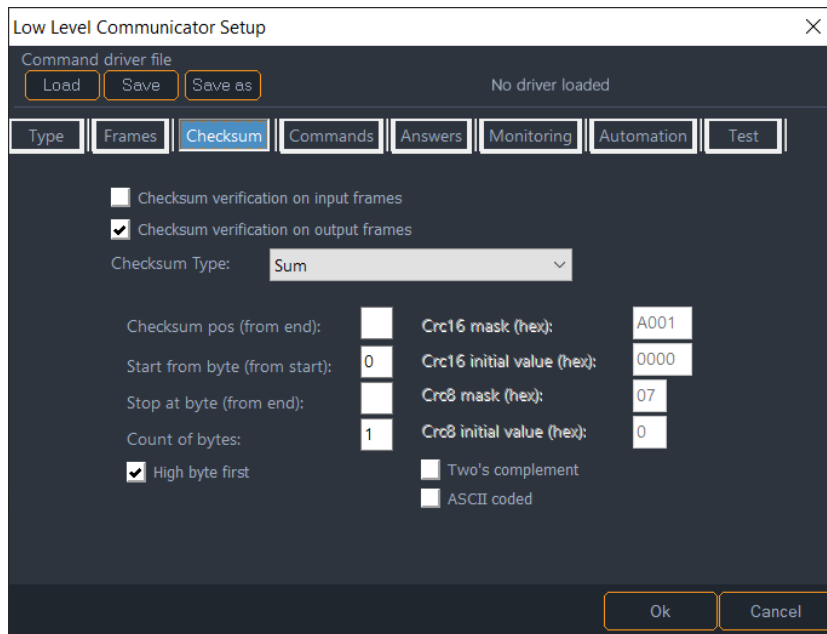 Low Level Communicator Setup
Command driver file
Load Save Save as No driver loaded
Type Frames Checksum Commands Answers Monitoring Automation Test
Checksum verification on input frames
Checksum verification on output frames
Checksum Type: Sum
Checksum pos (from end): Crc16 mask (hex): A001
Start from byte (from start): 0 Crc16 initial value (hex): 0000
Stop at byte (from end): Crc8 mask (hex): 07
Count of bytes: 1 Crc8 initial value (hex): 0
High byte first Two's complement
ASCII coded
Ok Cancel